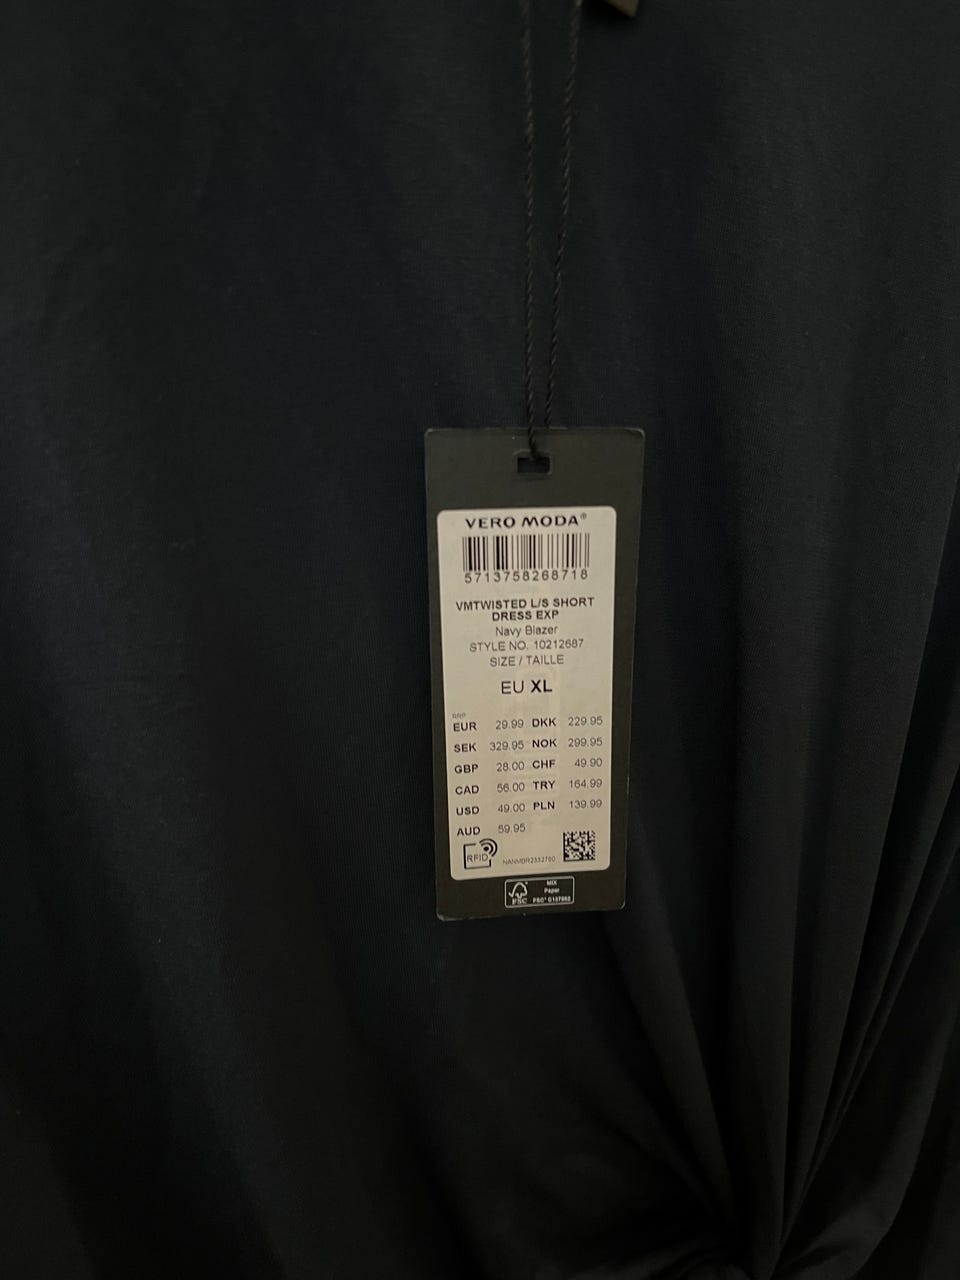 VERO MODA®
5713758268718
VMTWISTED L/S SHORT
DRESS EXP
Navy Blazer
STYLE NO. 10212687
SIZE / TAILLE
EU XL
RRP
EUR 29.99 DKK 229.95
SEK 329.95 NOK 299.95
GBP 28.00 CHF 49.90
CAD 56.00 TRY 164.99
USD 49.00 PLN 139.99
AUD 59.95
RFID
MIX
Paper
FSC